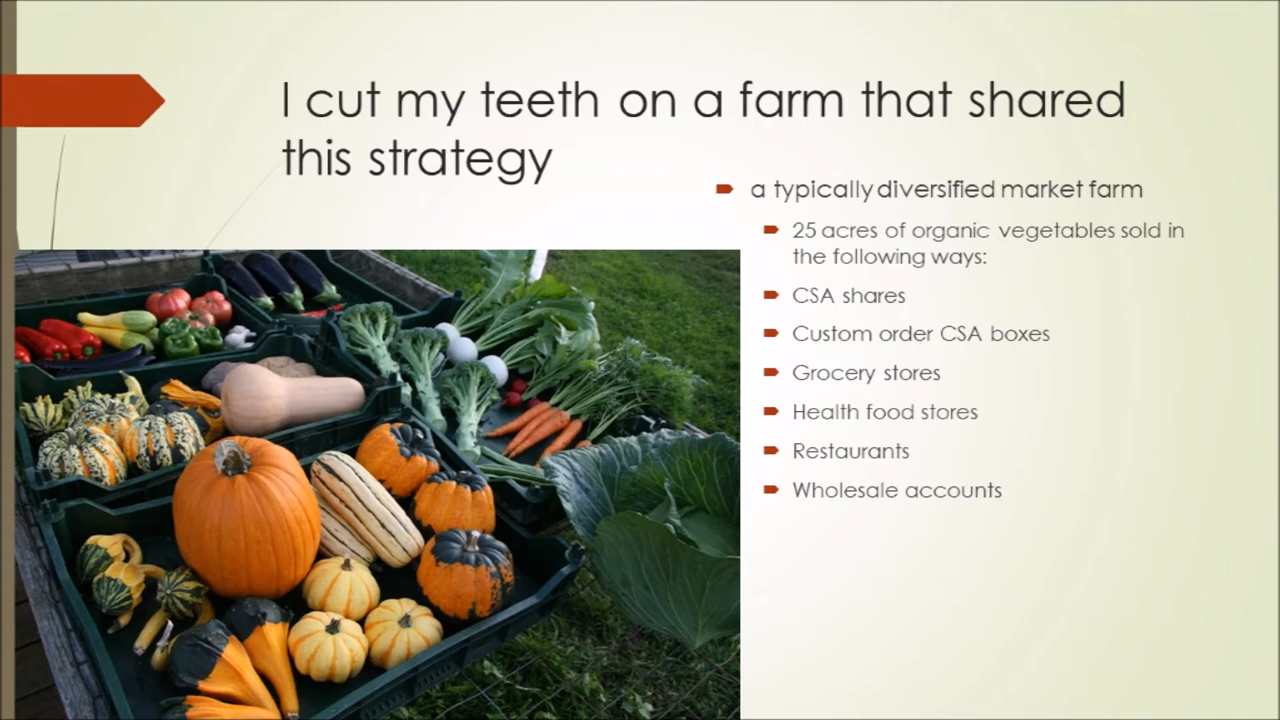 I cut my teeth on a farm that shared
this strategy
a typically diversified market farm
25 acres of organic vegetables sold in
the following ways:
CSA shares
Custom order CSA boxes
Grocery stores
Health food stores
Restaurants
Wholesale accounts